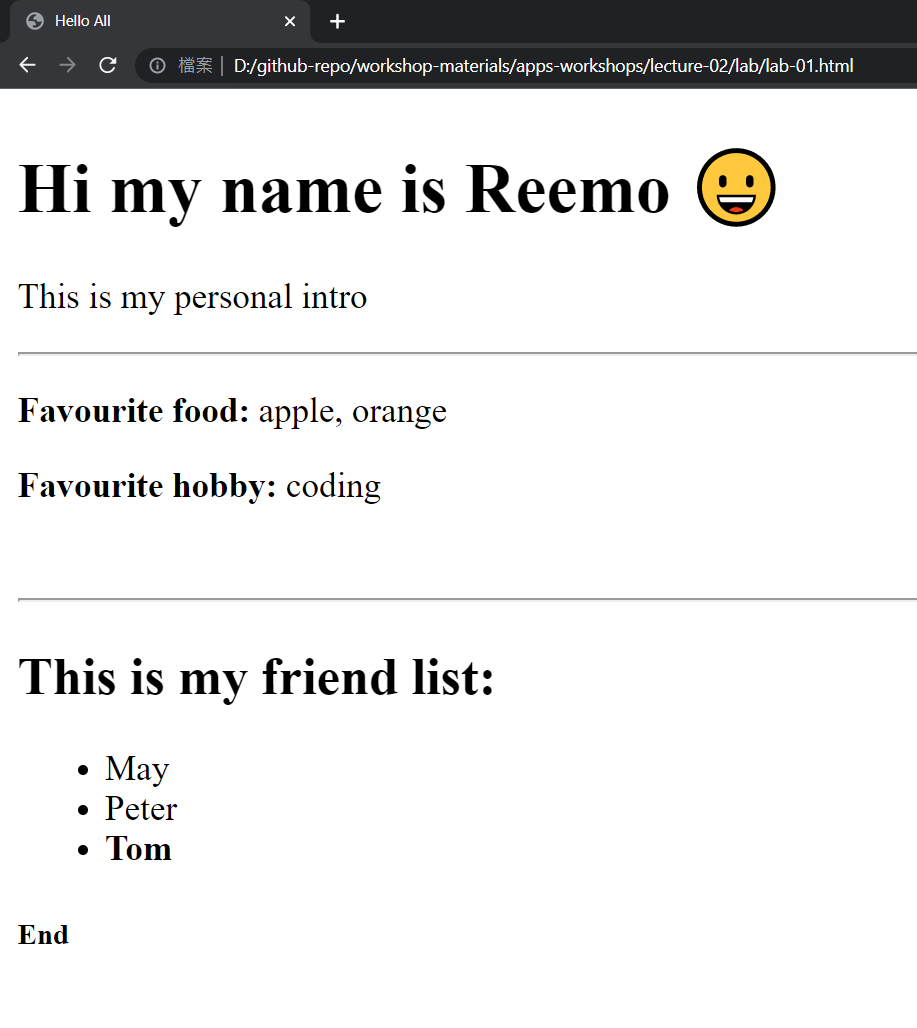 Hello All
檔案 | D:/github-repo/workshop-materials/apps-workshops/lecture-02/lab/lab-01.html
Hi my name is Reemo 😀
This is my personal intro
Favourite food: apple, orange
Favourite hobby: coding
This is my friend list:
• May
• Peter
• Tom
End